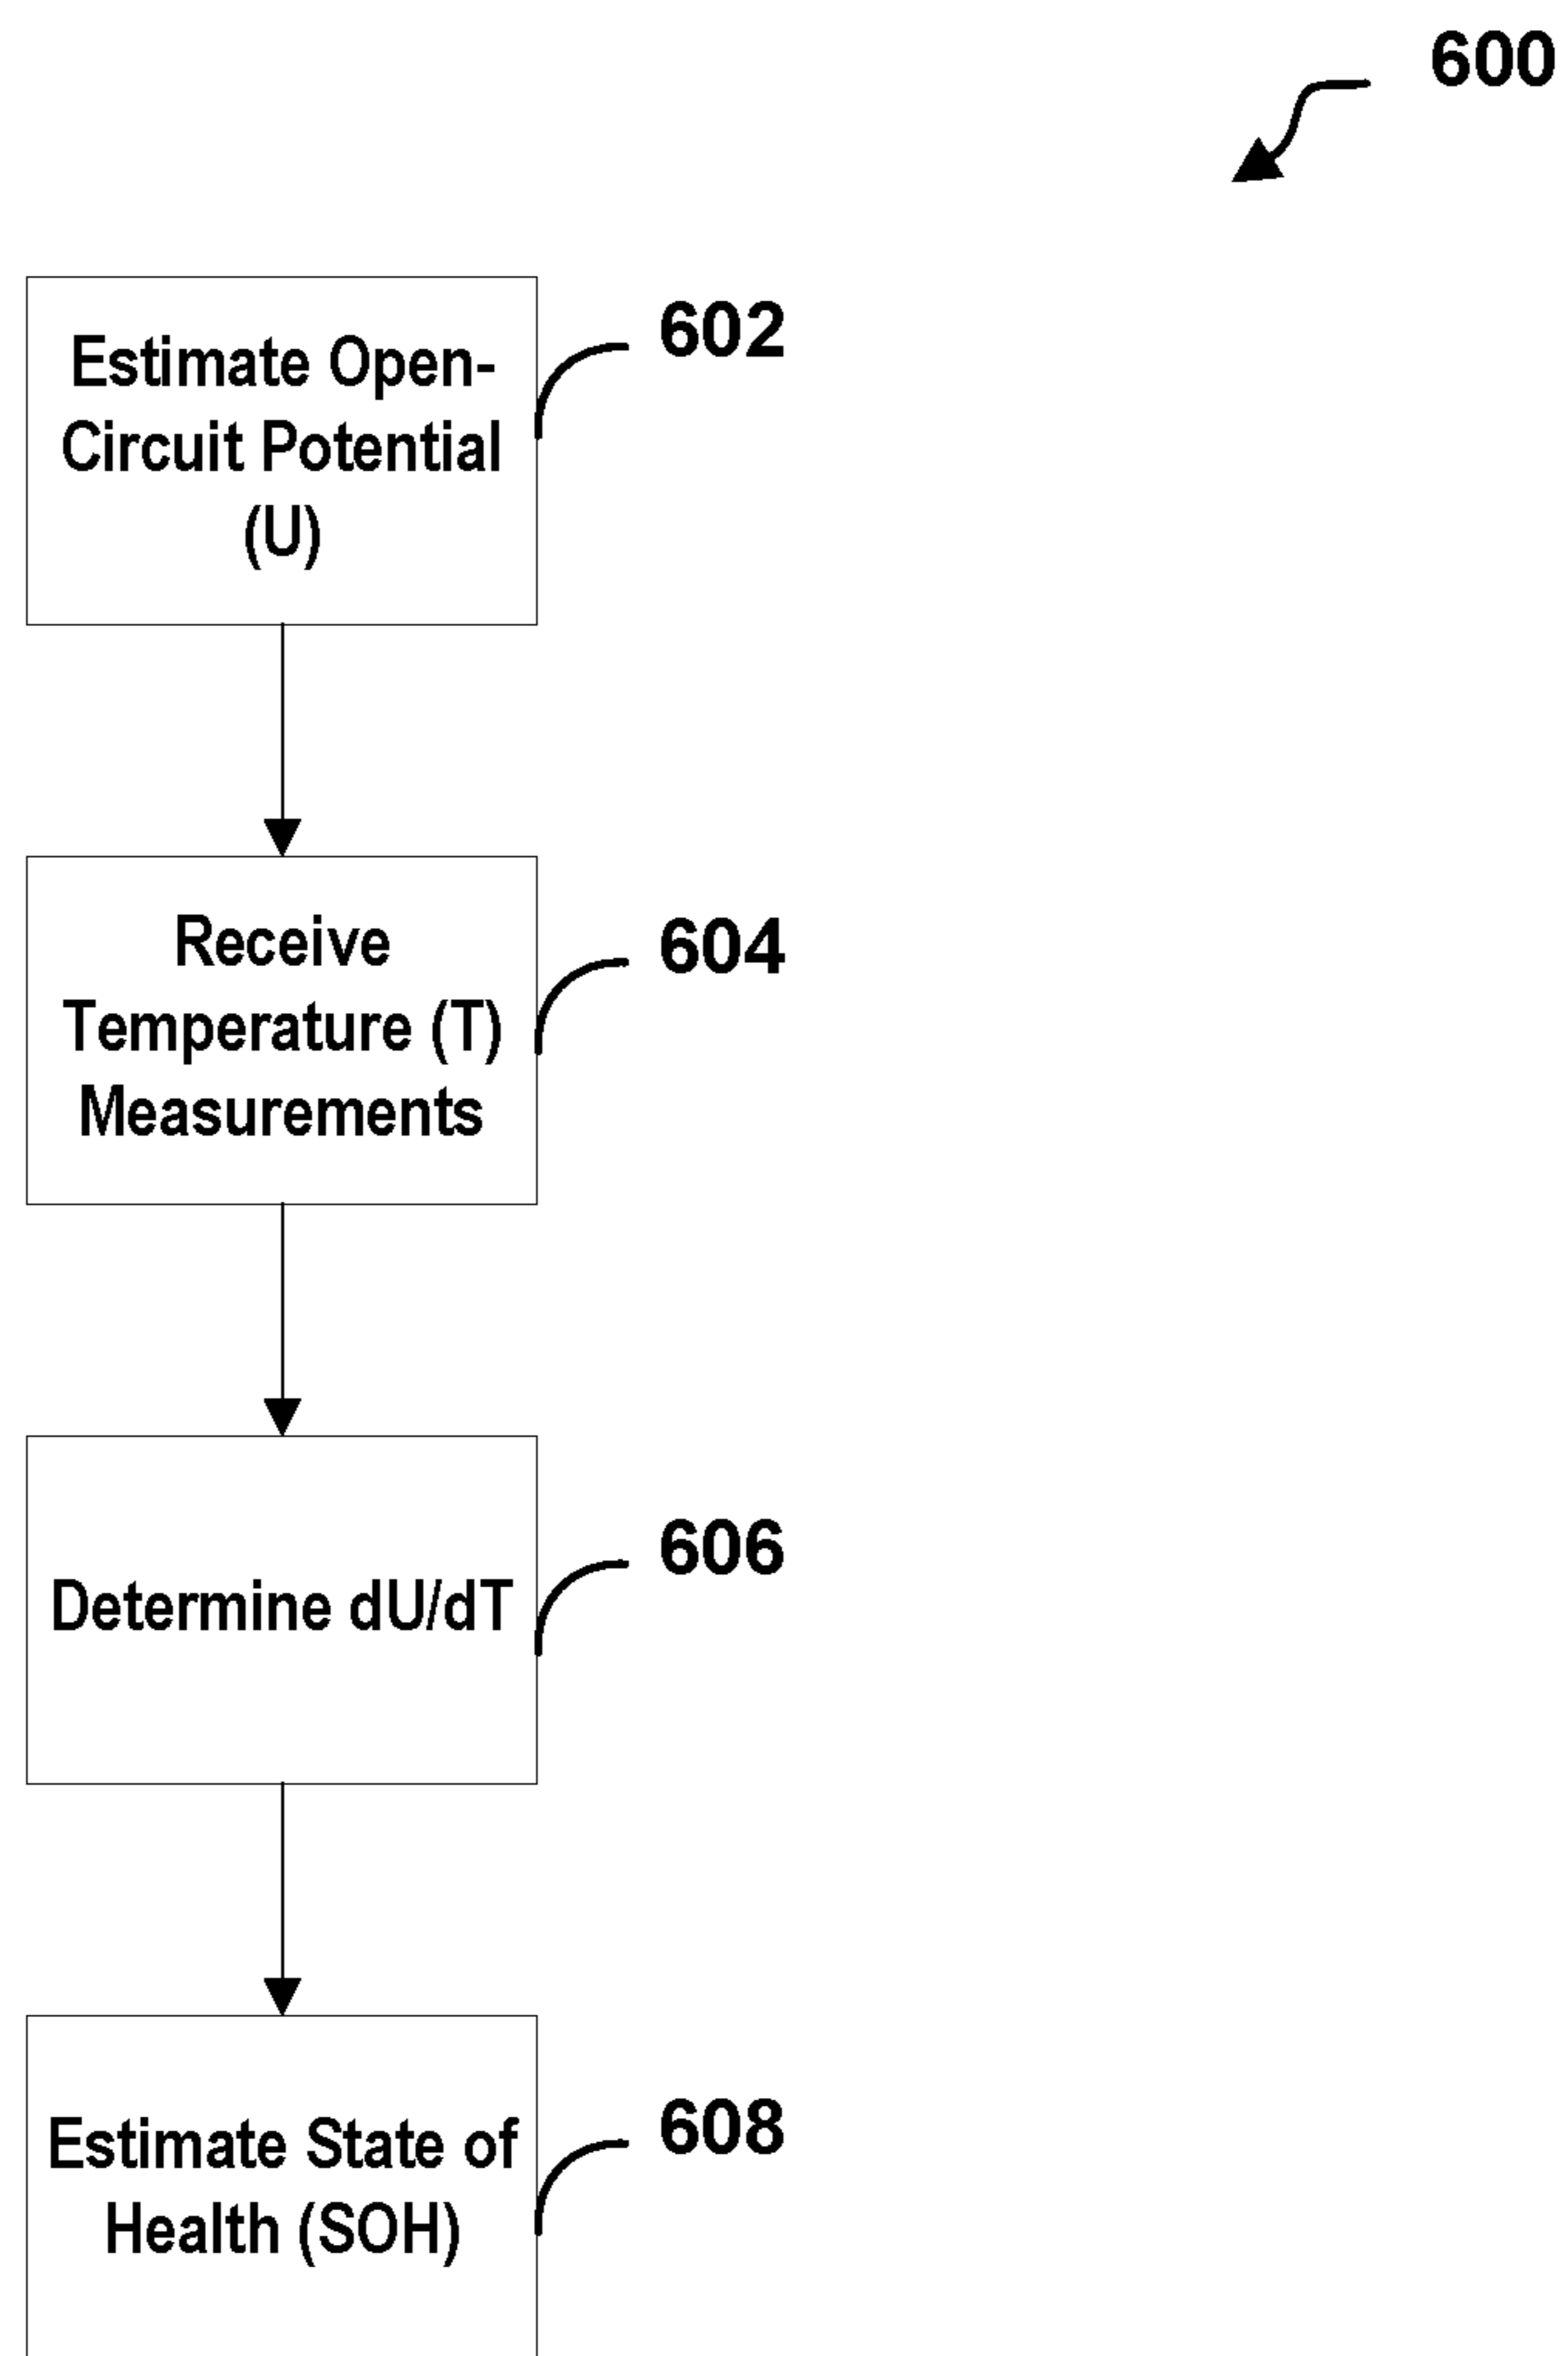 600
Estimate Open-
Circuit Potential
(U)
602
Receive
Temperature (T)
Measurements
604
Determine dU/dT
606
Estimate State of
Health (SOH)
608